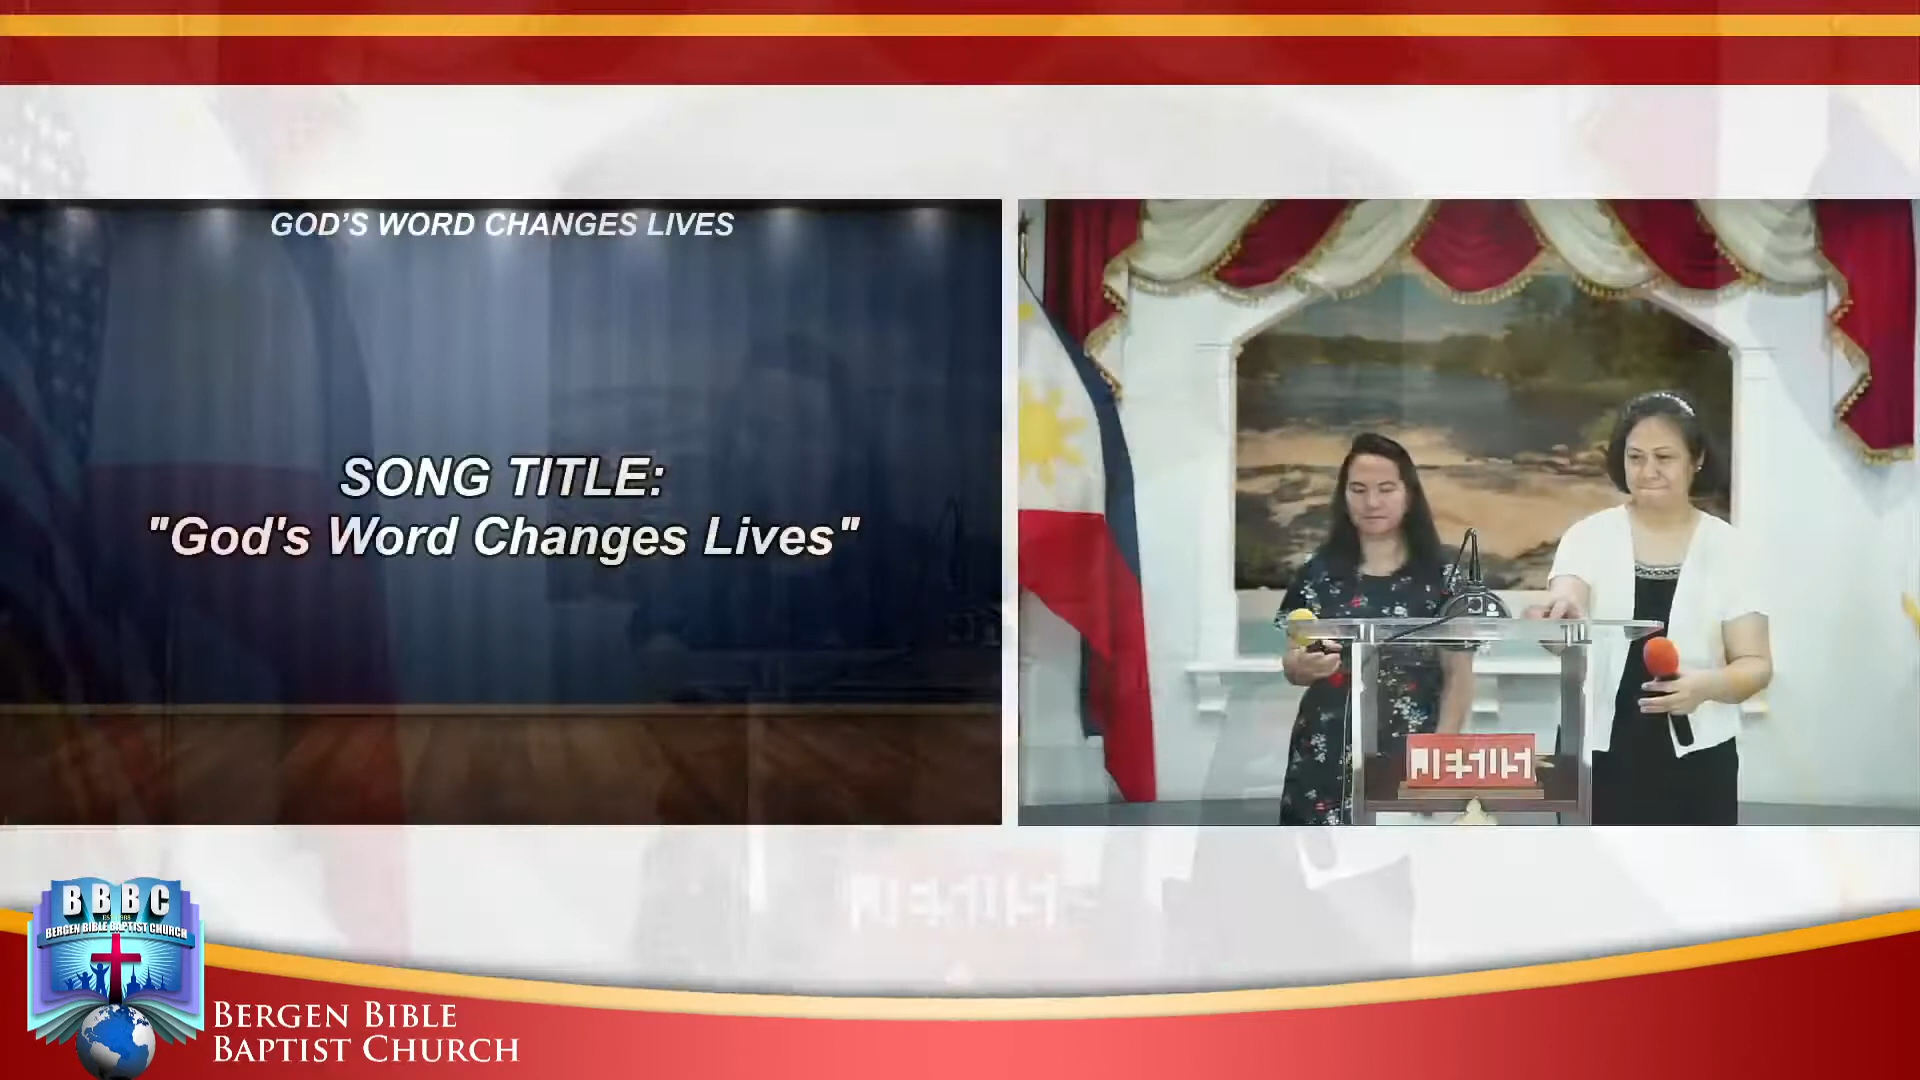 GOD'S WORD CHANGES LIVES
SONG TITLE:
"God's Word Changes Lives"
JESUS
BBBC
BERGEN BIBLE BAPTIST CHURCH
BERGEN BIBLE
BAPTIST CHURCH